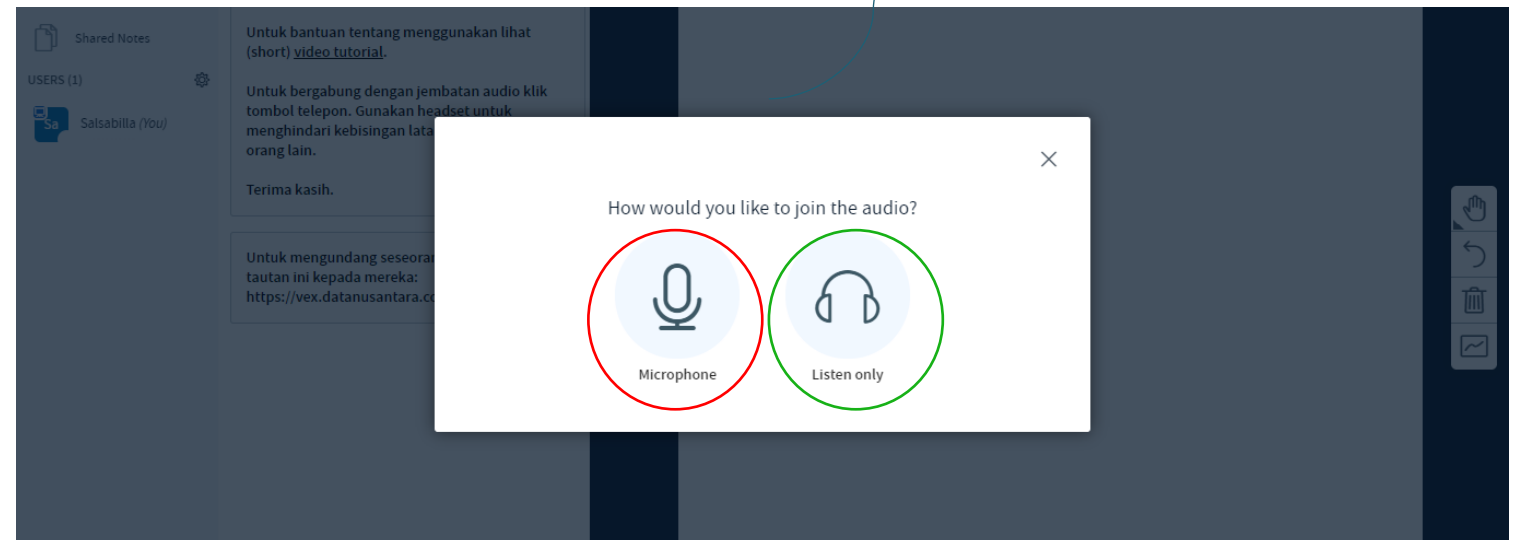 Shared Notes
USERS (1)
Sa
Salsabilla (You)
Untuk bantuan tentang menggunakan lihat
(short) video tutorial.
Untuk bergabung dengan jembatan audio klik
tombol telepon. Gunakan headset untuk
menghindari kebisingan lata
orang lain.
Terima kasih.
Untuk mengundang seseorar
tautan ini kepada mereka:
https://vex.datanusantara.co
How would you like to join the audio?
Microphone
Listen only